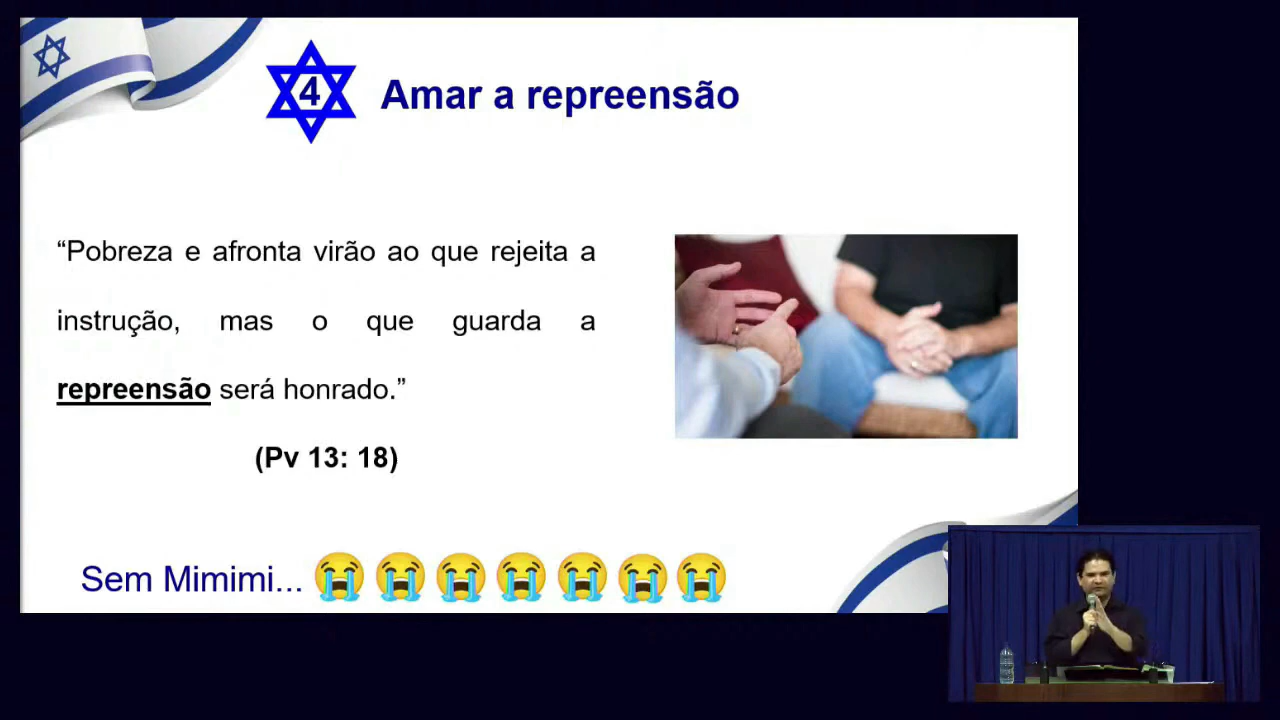 4 Amar a repreensão
“Pobreza e afronta virão ao que rejeita a
instrução, mas o que guarda a
repreensão será honrado.”
(Pv 13: 18)
Sem Mimimi...